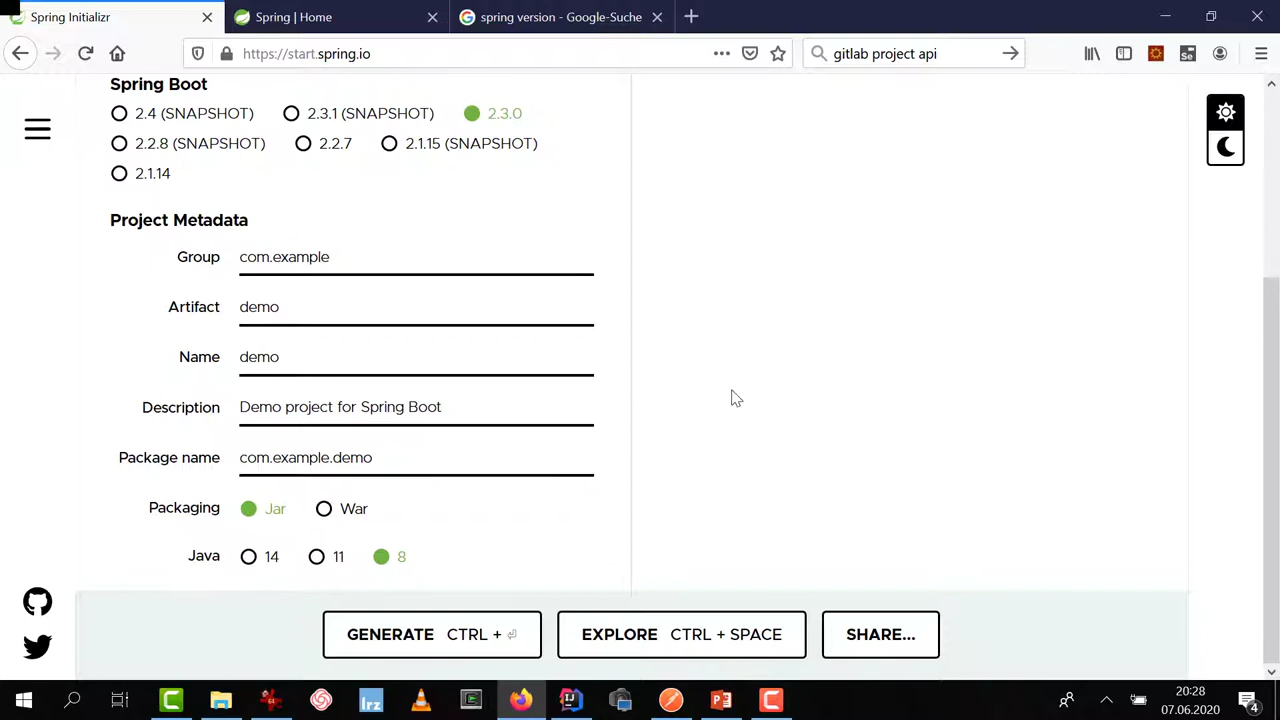 Spring Initializr
Spring | Home
spring version - Google-Suche
https://start.spring.io
gitlab project api
Spring Boot
2.4 (SNAPSHOT) 2.3.1 (SNAPSHOT) 2.3.0
2.2.8 (SNAPSHOT) 2.2.7 2.1.15 (SNAPSHOT)
2.1.14
Project Metadata
Group com.example
Artifact demo
Name demo
Description Demo project for Spring Boot
Package name com.example.demo
Packaging Jar War
Java 14 11 8
GENERATE CTRL + ⏎
EXPLORE CTRL + SPACE
SHARE...
lrz
20:28
07.06.2020
4